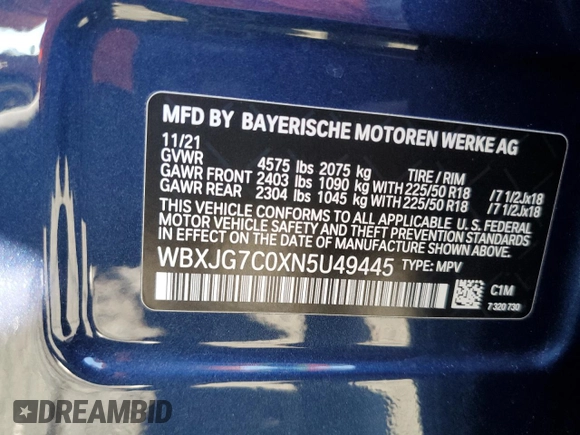 MFD BY BAYERISCHE MOTOREN WERKE AG
11/21
GVWR 4575 lbs 2075 kg TIRE / RIM
GAWR FRONT 2403 lbs 1090 kg WITH 225/50 R18 /7 1/2Jx18
GAWR REAR 2304 lbs 1045 kg WITH 225/50 R18 /7 1/2Jx18
THIS VEHICLE CONFORMS TO ALL APPLICABLE U. S. FEDERAL
MOTOR VEHICLE SAFETY AND THEFT PREVENTION STANDARDS
IN EFFECT ON THE DATE OF MANUFACTURE SHOWN ABOVE.
WBXJG7C0XN5U49445 TYPE: MPV
C1M
7 320 730
DREAMBID